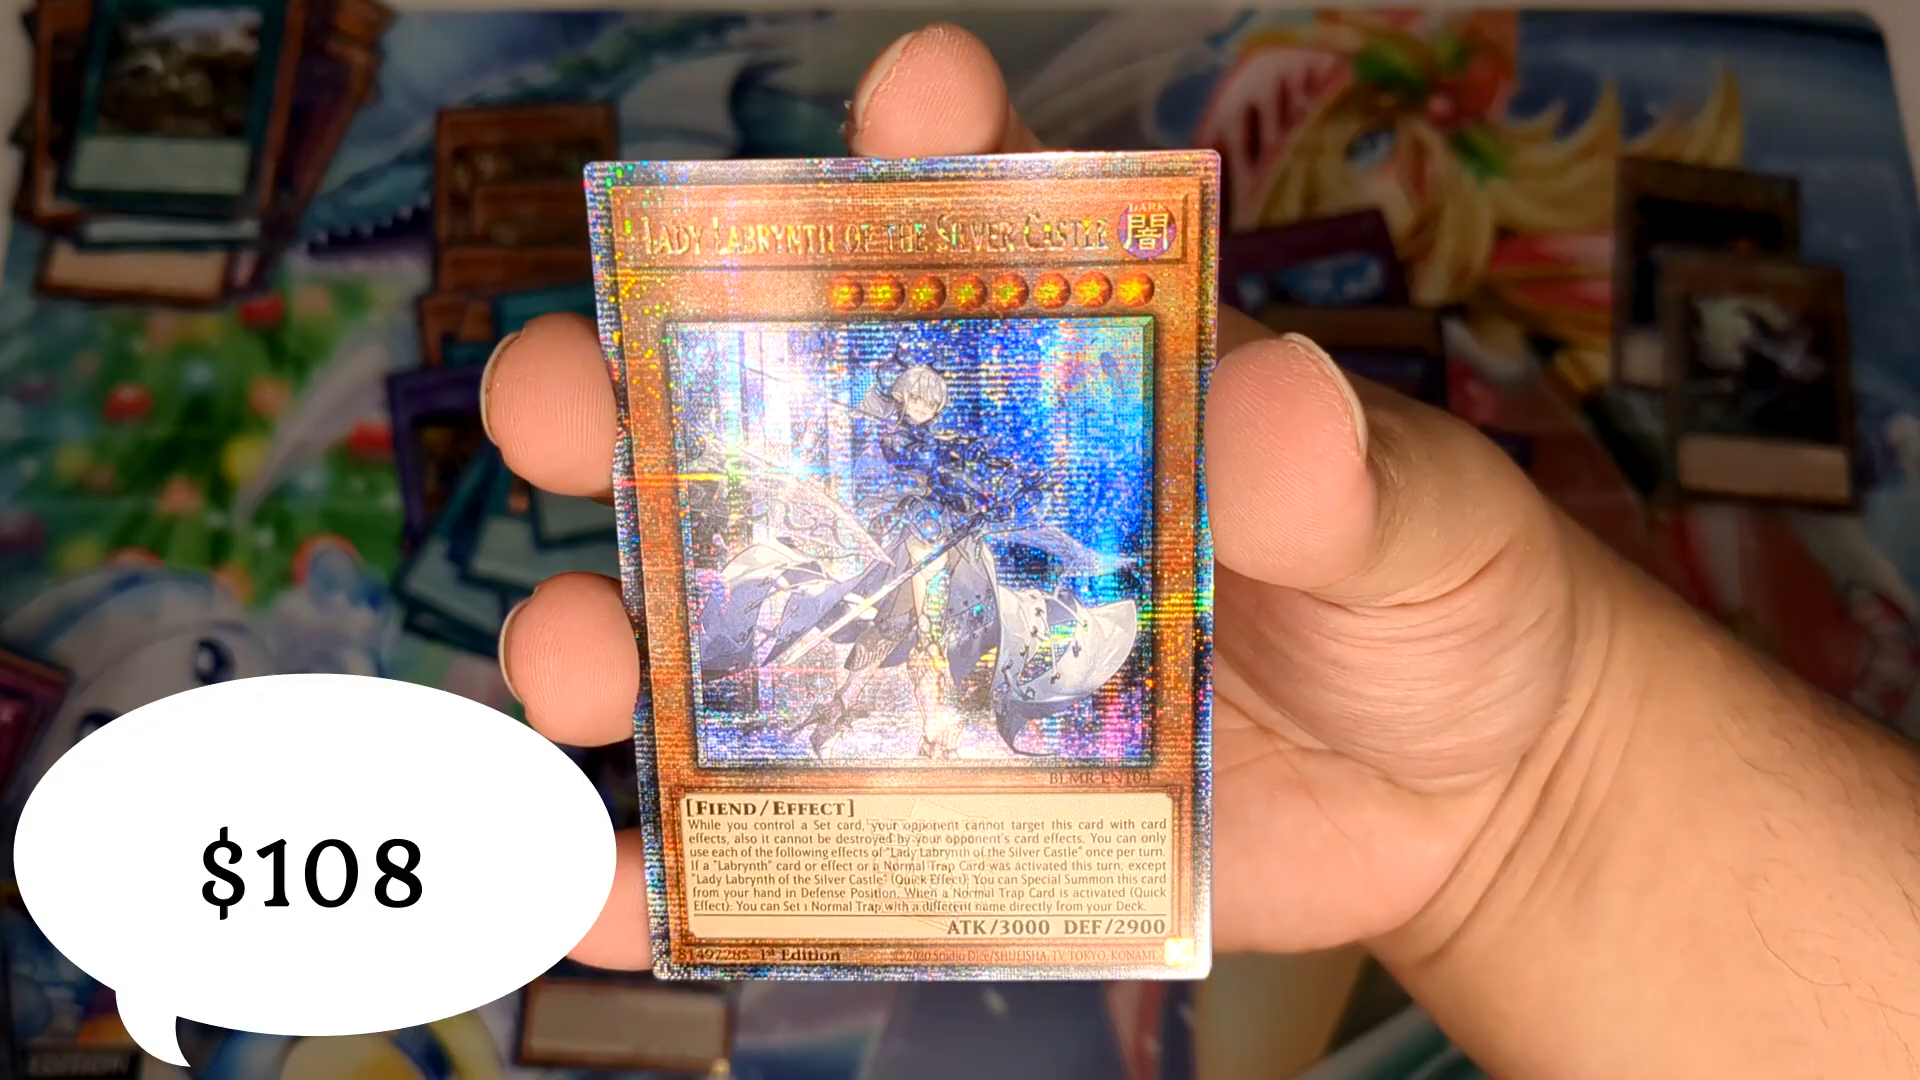 LADY LABRYNTH OF THE SILVER CASTLE
DARK
闇
BLMR-EN104
[FIEND/EFFECT]
While you control a Set card, your opponent cannot target this card with card
effects, also it cannot be destroyed by your opponent's card effects. You can only
use each of the following effects of "Lady Labrynth of the Silver Castle" once per turn.
If a "Labrynth" card or effect or a Normal Trap Card was activated this turn, except
"Lady Labrynth of the Silver Castle" (Quick Effect): You can Special Summon this card
from your hand in Defense Position. When a Normal Trap Card is activated (Quick
Effect): You can Set 1 Normal Trap with a different name directly from your Deck.
ATK/3000 DEF/2900
81497285 1st Edition
©2020 Studio Dice/SHUEISHA, TV TOKYO, KONAMI
$108
EDITION